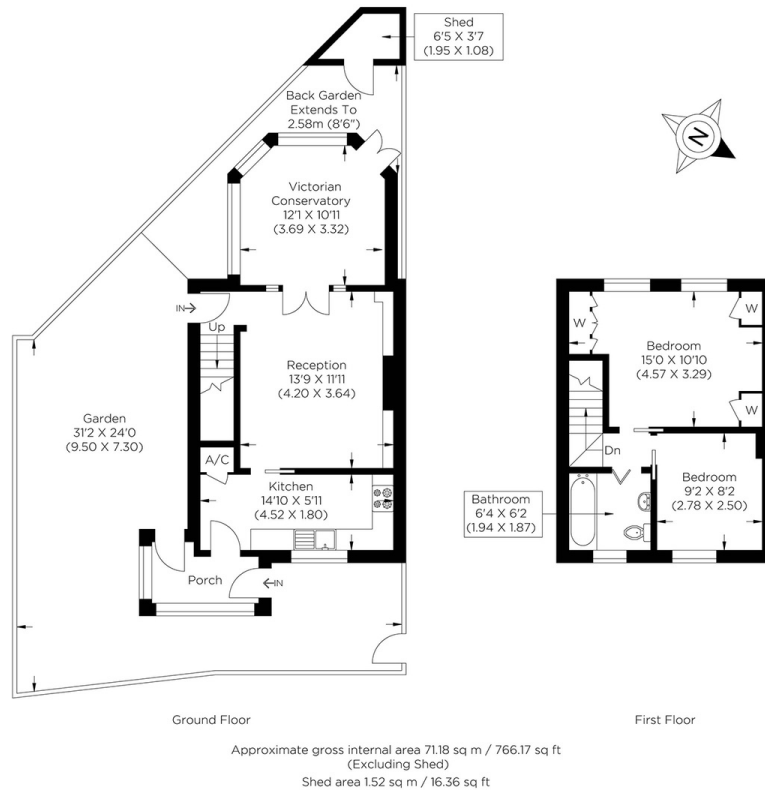 Shed
6'5 X 3'7
(1.95 X 1.08)
Back Garden
Extends To
2.58m (8'6")
N
Victorian
Conservatory
12'1 X 10'11
(3.69 X 3.32)
IN
Up
Reception
13'9 X 11'11
(4.20 X 3.64)
Garden
31'2 X 24'0
(9.50 X 7.30)
A/C
Kitchen
14'10 X 5'11
(4.52 X 1.80)
Porch
IN
W
W
Bedroom
15'0 X 10'10
(4.57 X 3.29)
W
Dn
Bedroom
9'2 X 8'2
(2.78 X 2.50)
Bathroom
6'4 X 6'2
(1.94 X 1.87)
Ground Floor
First Floor
Approximate gross internal area 71.18 sq m / 766.17 sq ft
(Excluding Shed)
Shed area 1.52 sq m / 16.36 sq ft